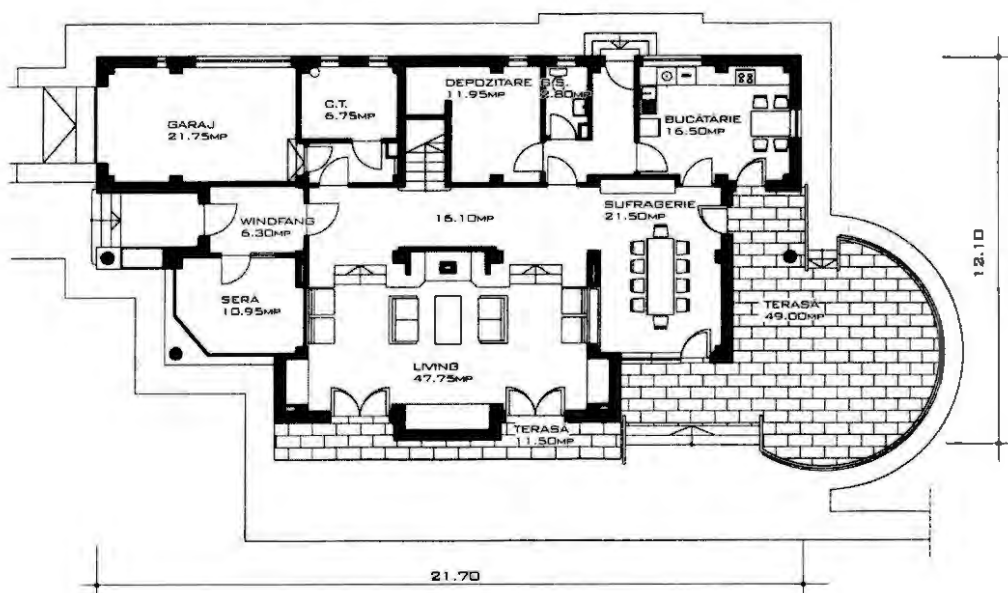 GARAJ
21.75MP
C.T.
6.75MP
DEPOZITARE
11.95MP
G/S.
2.80MP
BUCATARIE
16.50MP
WINDFANG
6.30MP
16.10MP
SUFRAGERIE
21.50MP
SERA
10.95MP
LIVING
47.75MP
TERASA
49.00MP
TERASA
11.50MP
12.10
21.70